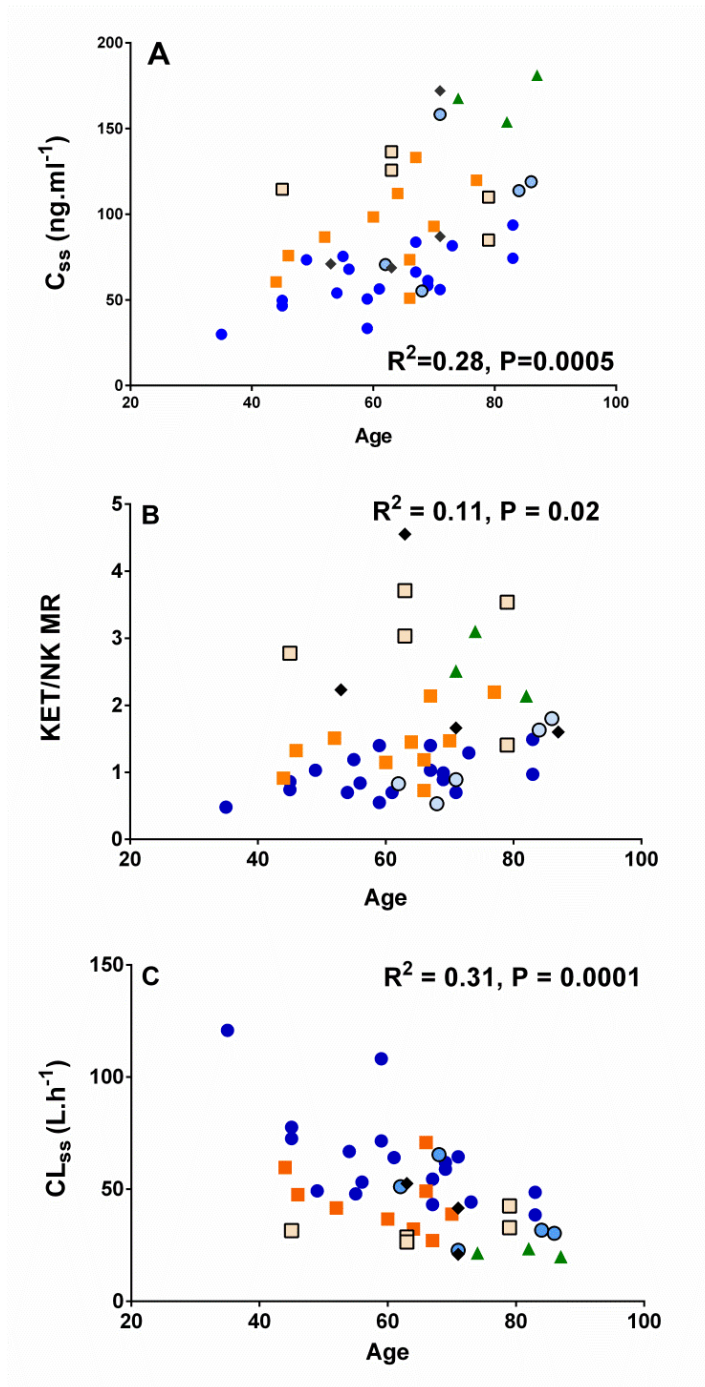 A
200
150
100
50
0
C_ss (ng.ml^-1)
R²=0.28, P=0.0005
20 40 60 80 100
Age
B
5
4
3
2
1
0
KET/NK MR
R² = 0.11, P = 0.02
20 40 60 80 100
Age
C
150
100
50
0
CL_ss (L.h^-1)
R² = 0.31, P = 0.0001
20 40 60 80 100
Age